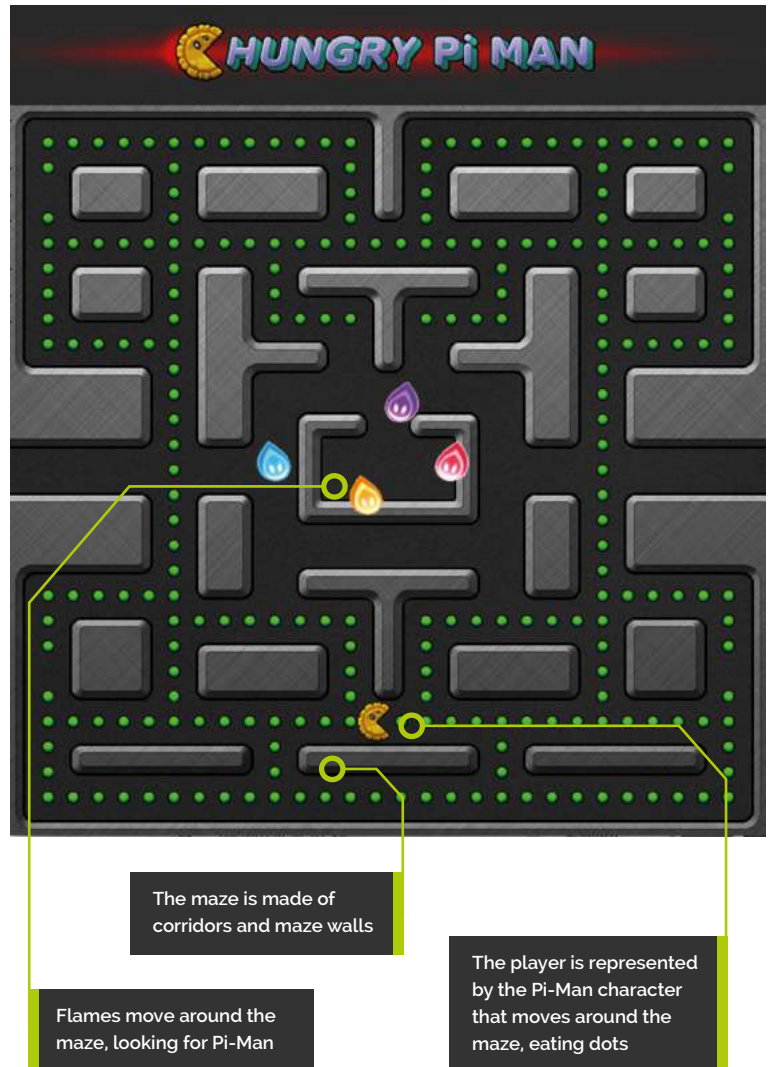 HUNGRY Pi MAN
The maze is made of
corridors and maze walls
Flames move around the
maze, looking for Pi-Man
The player is represented
by the Pi-Man character
that moves around the
maze, eating dots